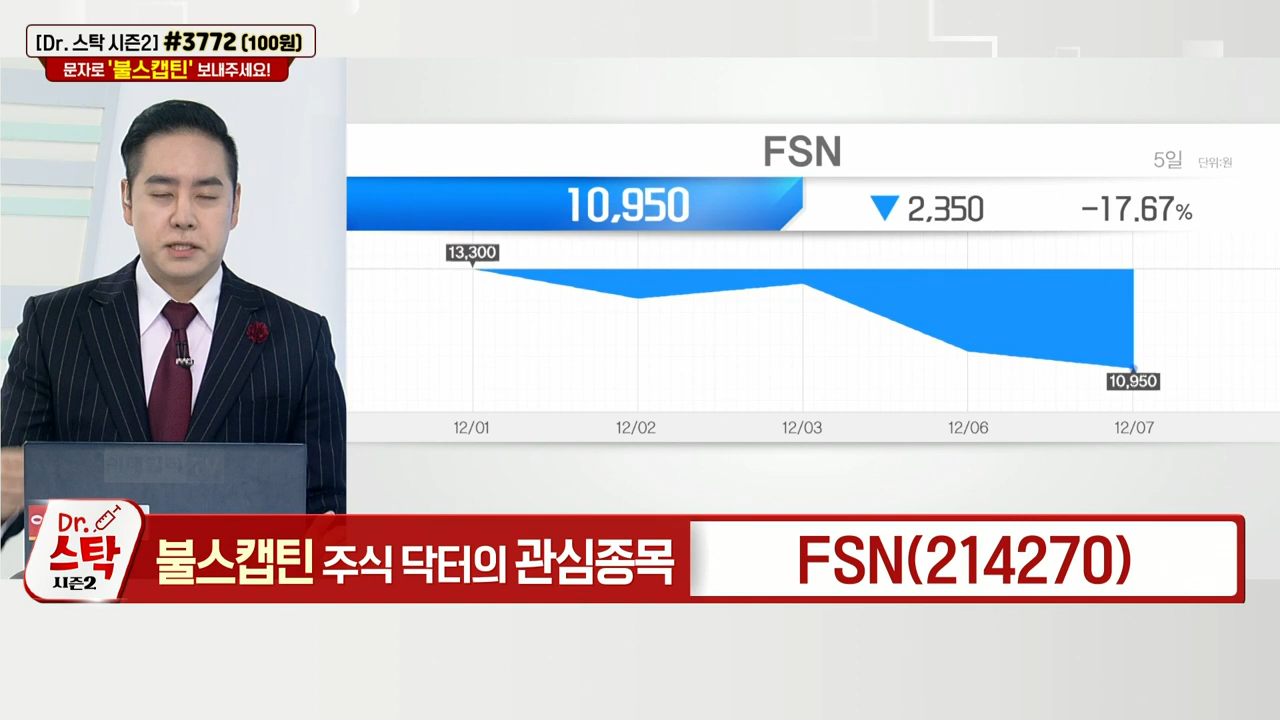 [Dr. 스탁 시즌2] #3772 (100원)
문자로 '불스캡틴' 보내주세요!
FSN
5일 단위:원
10,950 ▼ 2,350 -17.67%
13,300
10,950
12/01 12/02 12/03 12/06 12/07
Dr.
스탁
시즌2
불스캡틴 주식 닥터의 관심종목
FSN(214270)